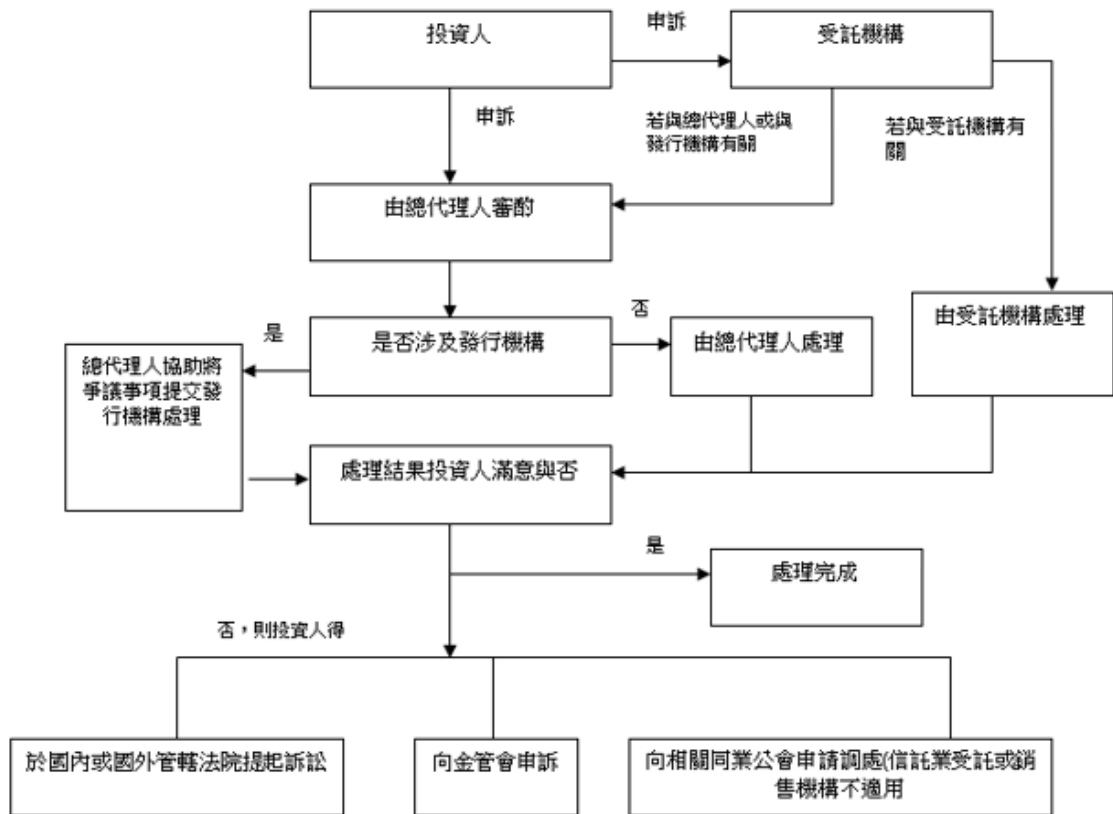 投資人
申訴
受託機構
申訴
若與總代理人或與
發行機構有關
若與受託機構有
關
由總代理人審酌
是
是否涉及發行機構
否
由總代理人處理
由受託機構處理
總代理人協助將
爭議事項提交發
行機構處理
處理結果投資人滿意與否
是
處理完成
否，則投資人得
於國內或國外管轄法院提起訴訟
向金管會申訴
向相關同業公會申請調處(信託業受託或銷
售機構不適用